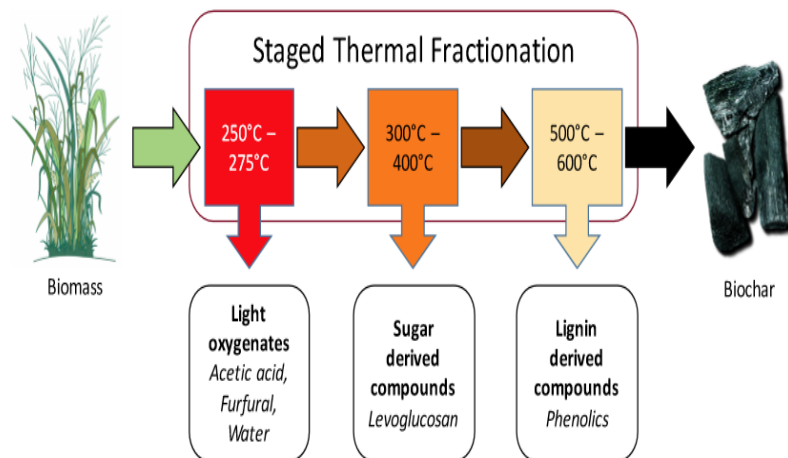 Staged Thermal Fractionation
250°C –
275°C
300°C –
400°C
500°C –
600°C
Biomass
Biochar
Light
oxygenates
Acetic acid,
Furfural,
Water
Sugar
derived
compounds
Levoglucosan
Lignin
derived
compounds
Phenolics